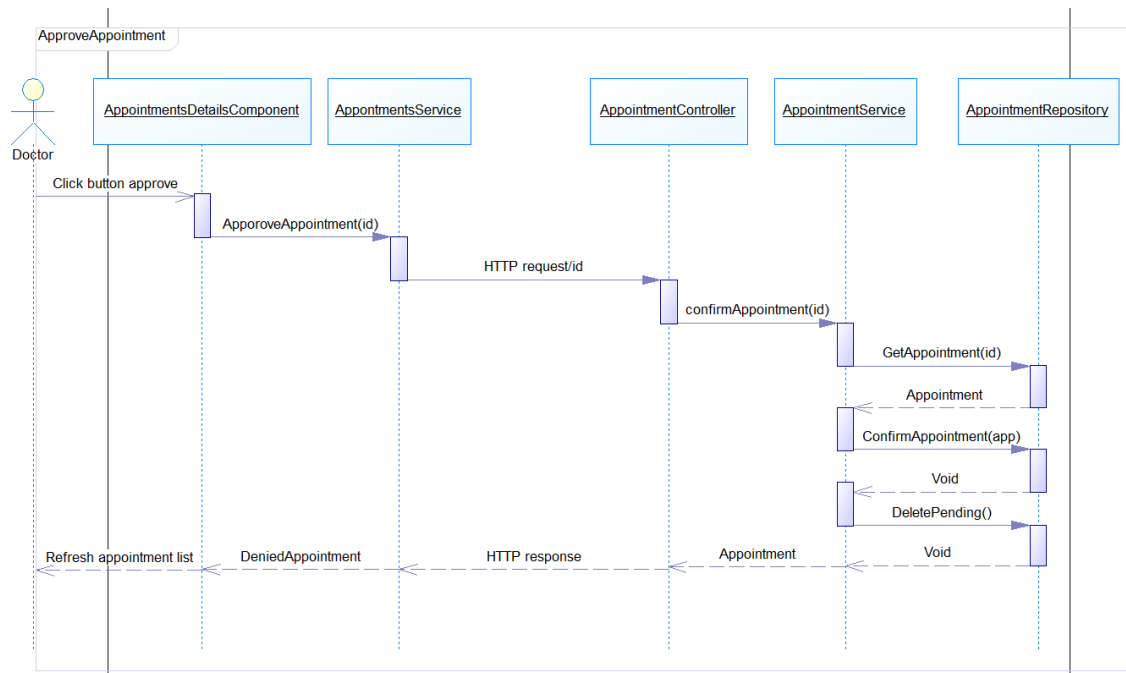 ApproveAppointment
AppointmentsDetailsComponent
AppontmentsService
AppointmentController
AppointmentService
AppointmentRepository
Doctor
Click button approve
ApporoveAppointment(id)
HTTP request/id
confirmAppointment(id)
GetAppointment(id)
Appointment
ConfirmAppointment(app)
Void
DeletePending()
Refresh appointment list
DeniedAppointment
HTTP response
Appointment
Void